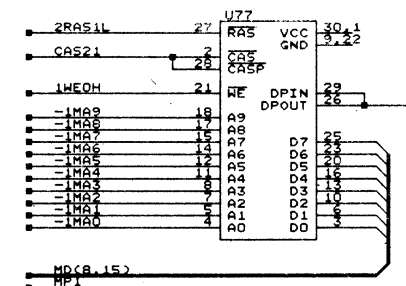 U77
2RAS1L 27 RAS VCC 30,1
GND 9,22
CAS21 2 CAS
28 CASP
1WEOH 21 WE DPIN 29
DPOUT 26
-1MA9 18 A9
-1MA8 17 A8
-1MA7 15 A7 D7 25
-1MA6 14 A6 D6 23
-1MA5 12 A5 D5 20
-1MA4 11 A4 D4 16
-1MA3 8 A3 D3 13
-1MA2 7 A2 D2 10
-1MA1 5 A1 D1 6
-1MA0 4 A0 D0 3
MD(8,15)
MPI